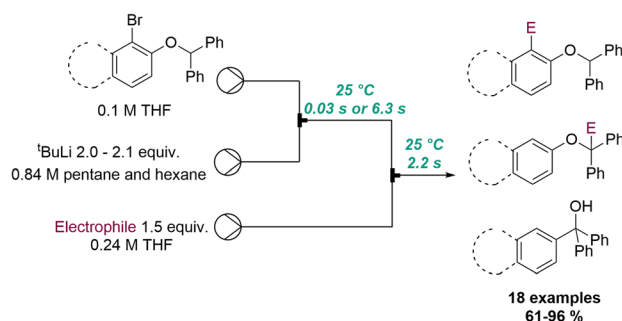 Br
O
Ph
Ph
0.1 M THF
ᵗBuLi 2.0 - 2.1 equiv.
0.84 M pentane and hexane
Electrophile 1.5 equiv.
0.24 M THF
25 °C
0.03 s or 6.3 s
25 °C
2.2 s
E
O
Ph
Ph
O
E
Ph
Ph
OH
Ph
Ph
18 examples
61-96 %